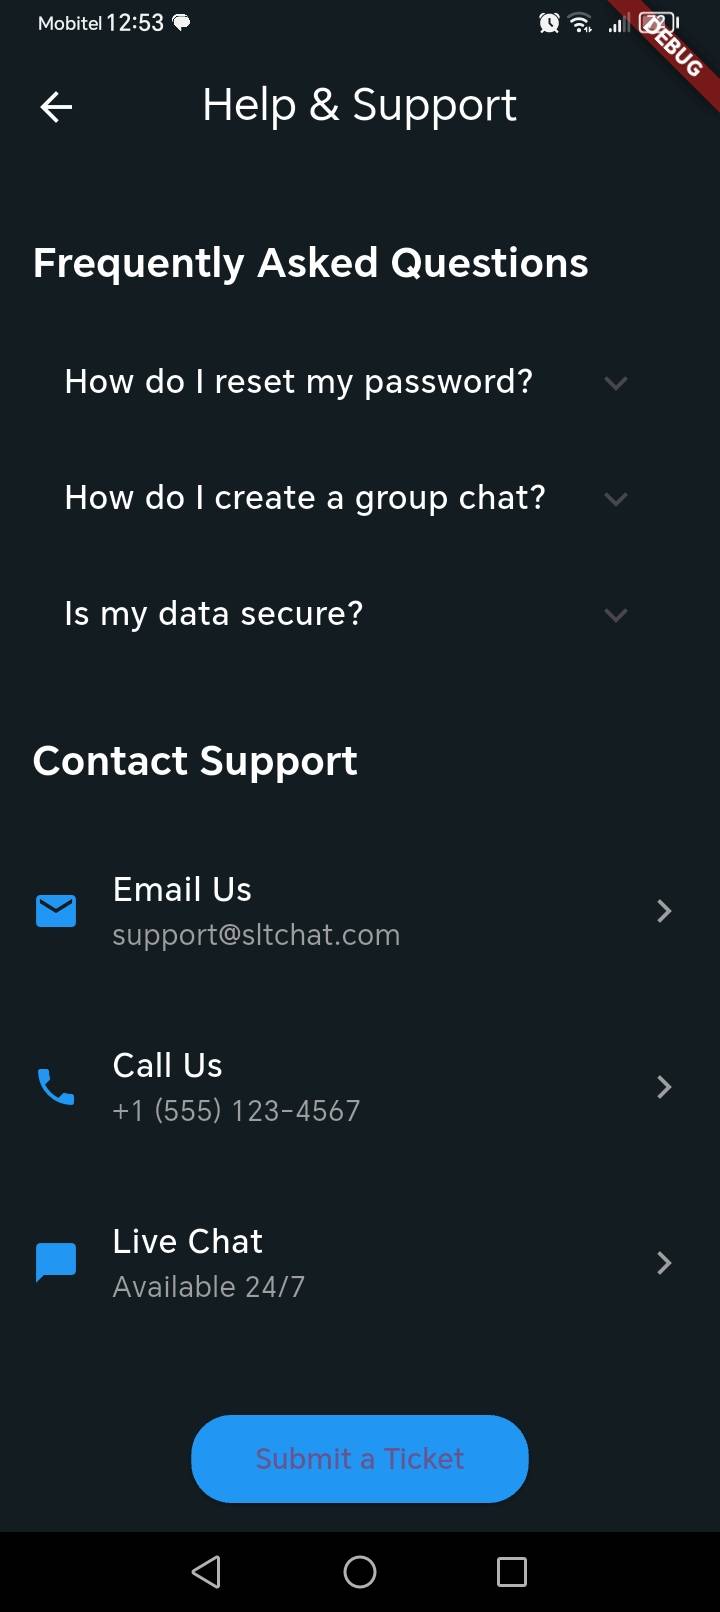 Mobitel 12:53
72
DEBUG
Help & Support
Frequently Asked Questions
How do I reset my password?
How do I create a group chat?
Is my data secure?
Contact Support
Email Us
support@sltchat.com
Call Us
+1 (555) 123-4567
Live Chat
Available 24/7
Submit a Ticket